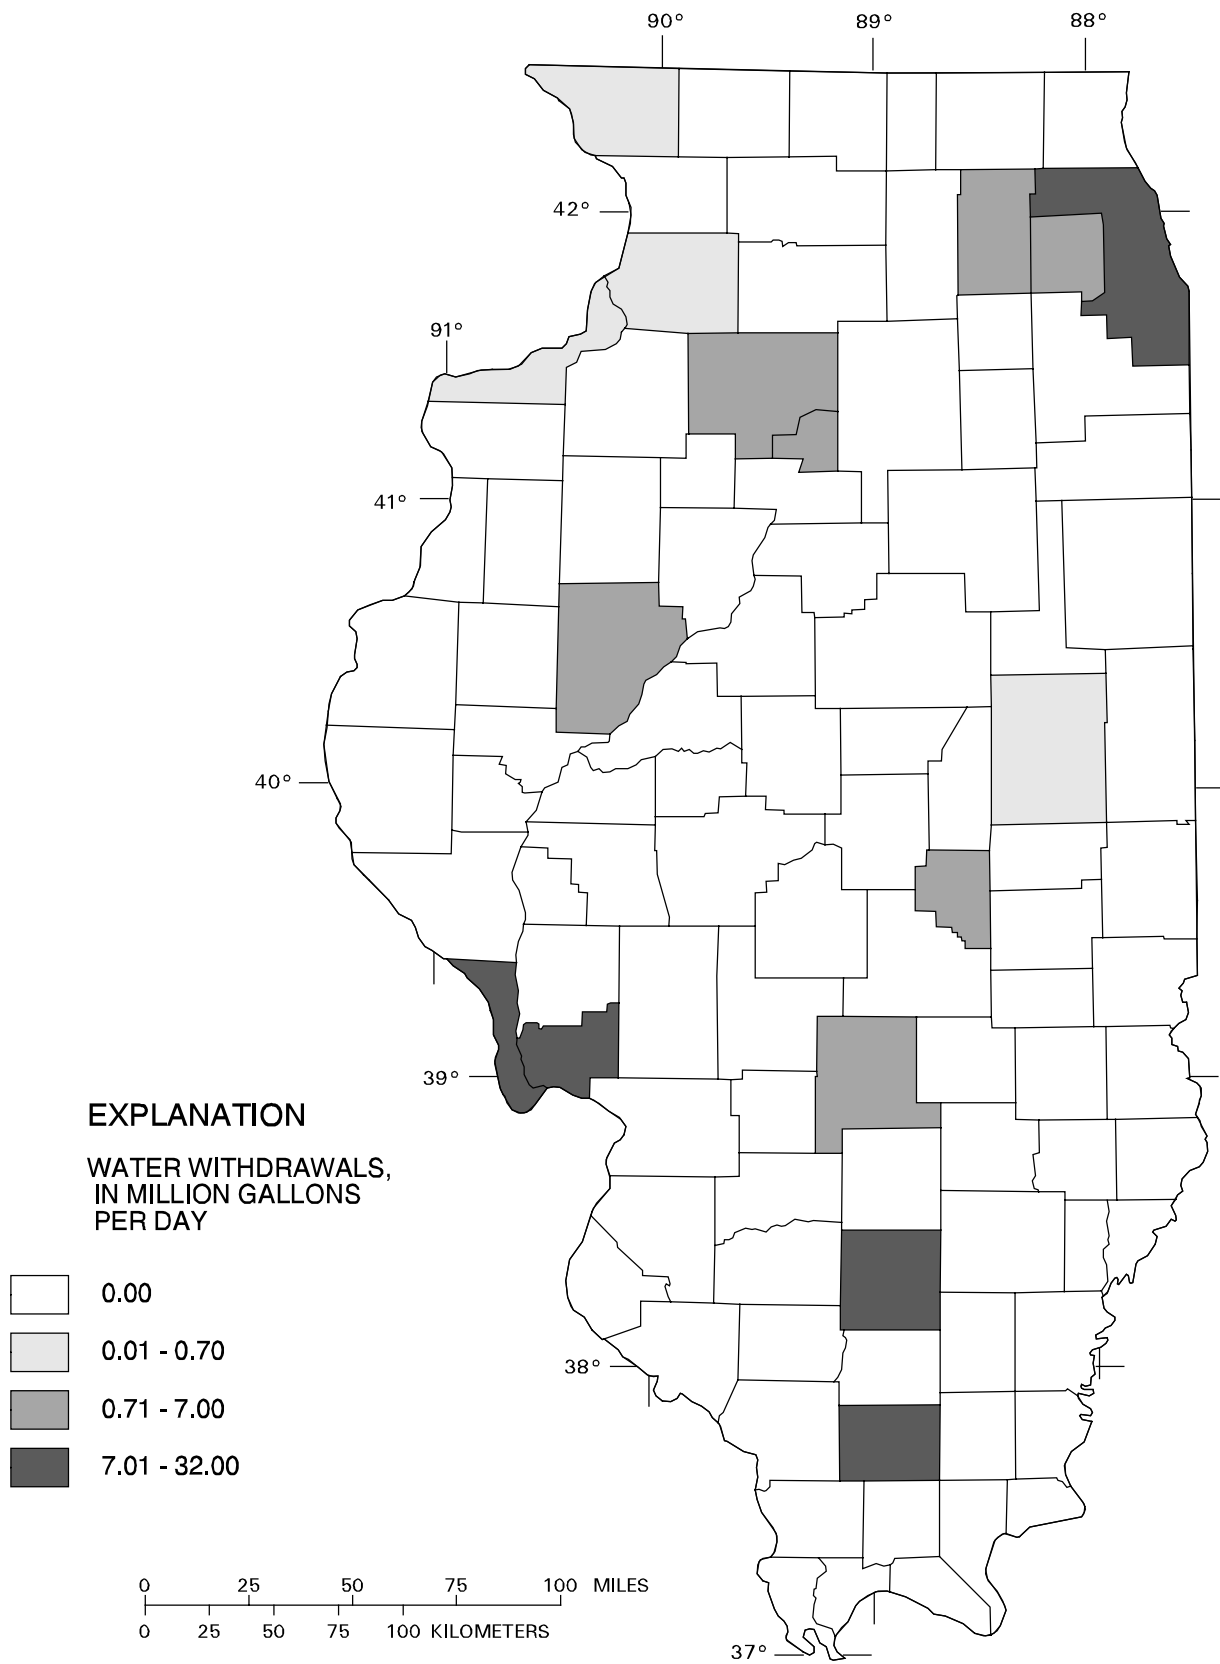 90° 89° 88°
42°
91°
41°
40°
39°
EXPLANATION
WATER WITHDRAWALS,
IN MILLION GALLONS
PER DAY
0.00
0.01 - 0.70
0.71 - 7.00
7.01 - 32.00
38°
0 25 50 75 100 MILES
0 25 50 75 100 KILOMETERS
37°